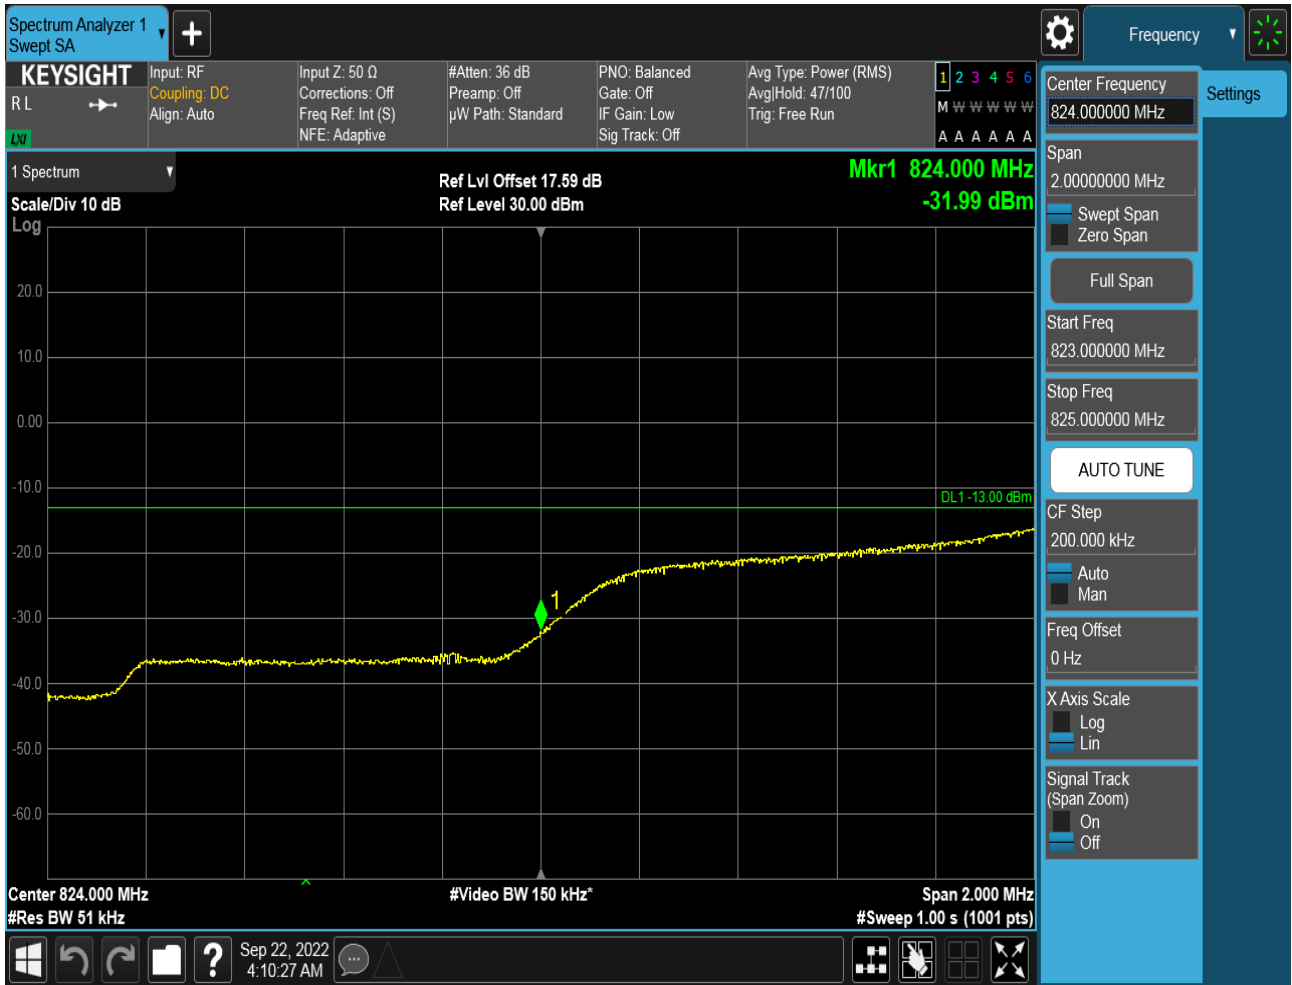 Spectrum Analyzer 1
Swept SA
Frequency
KEYSIGHT
R L
LXI
Input: RF
Coupling: DC
Align: Auto
Input Z: 50 Ω
Corrections: Off
Freq Ref: Int (S)
NFE: Adaptive
#Atten: 36 dB
Preamp: Off
µW Path: Standard
PNO: Balanced
Gate: Off
IF Gain: Low
Sig Track: Off
Avg Type: Power (RMS)
Avg|Hold: 47/100
Trig: Free Run
1 2 3 4 5 6
M W W W W W
A A A A A A
1 Spectrum
Scale/Div 10 dB
Log
Ref Lvl Offset 17.59 dB
Ref Level 30.00 dBm
Mkr1 824.000 MHz
-31.99 dBm
20.0
10.0
0.00
-10.0
-20.0
-30.0
-40.0
-50.0
-60.0
DL1 -13.00 dBm
1
Center 824.000 MHz
#Res BW 51 kHz
#Video BW 150 kHz*
Span 2.000 MHz
#Sweep 1.00 s (1001 pts)
Sep 22, 2022
4:10:27 AM
?
Center Frequency
824.000000 MHz
Settings
Span
2.00000000 MHz
Swept Span
Zero Span
Full Span
Start Freq
823.000000 MHz
Stop Freq
825.000000 MHz
AUTO TUNE
CF Step
200.000 kHz
Auto
Man
Freq Offset
0 Hz
X Axis Scale
Log
Lin
Signal Track
(Span Zoom)
On
Off